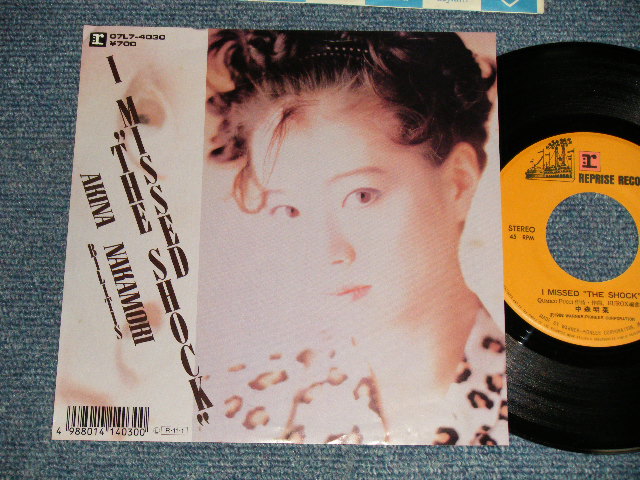 r 07L7-4030
¥700
I MISSED
"THE SHOCK"
AKINA NAKAMORI
BILITIS
4 988014 140300
r
REPRISE RECO
STEREO
45 RPM
I MISSED "THE SHOCK"
中森明菜